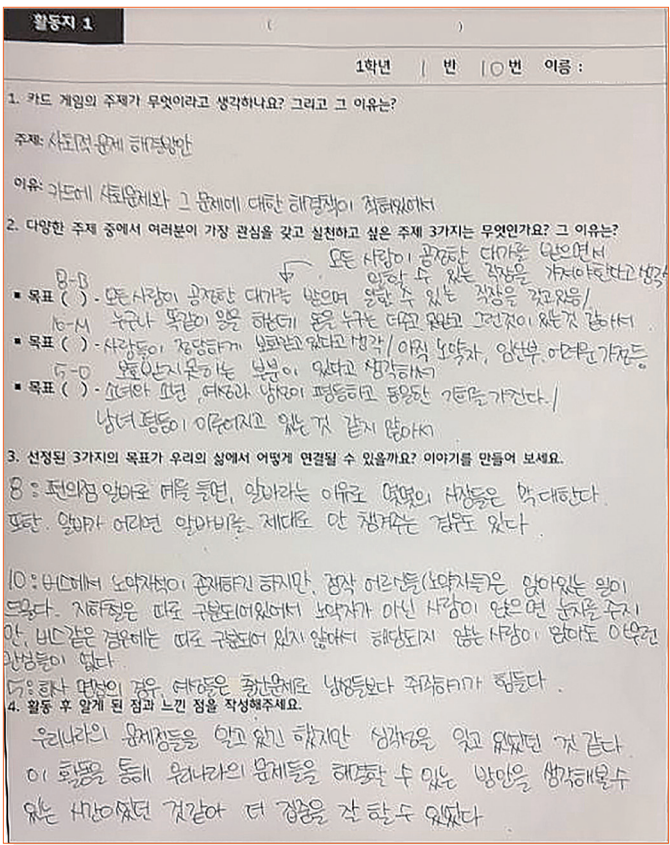 활동지 1
( )
1학년 1 반 10번 이름 :
1. 카드 게임의 주제가 무엇이라고 생각하나요? 그리고 그 이유는?
주제: 사회적 문제 해결방안
이유: 카드에 사회문제와 그 문제에 대한 해결책이 적혀있어서
2. 다양한 주제 중에서 여러분이 가장 관심을 갖고 실천하고 싶은 주제 3가지는 무엇인가요? 그 이유는?
모든 사람이 공정한 대가를 받으면서
일할 수 있는 직장을 가져야한다고 생각
8-B
■ 목표 ( ) - 모든 사람이 공정한 대가를 받으며 일할 수 있는 직장을 갖고있음/
누구나 똑같이 일을 하는데 돈을 누구는 더주고 그런것이 있는것 같아서
10-M
■ 목표 ( ) - 사람들이 정당하게 보호받고 있다고 생각/ 아직 노약자, 임산부, 어려운 가정등
5-D 보호받지 못하는 부분이 있다고 생각해서
■ 목표 ( ) - 소녀와 소년, 여성과 남성이 평등하고 동일한 기회를 가진다./
남녀평등이 이루어지고 있는 것 같지 않아서
3. 선정된 3가지의 목표가 우리의 삶에서 어떻게 연결될 수 있을까요? 이야기를 만들어 보세요.
8 : 편의점 알바로 예를 들면, 알바라는 이유로 몇몇의 사장들은 막 대한다.
또한, 알바가 어리면 알바비를 제대로 안 챙겨주는 경우도 있다
10 : 버스에서 노약자석이 존재하긴 하지만, 정작 어르신들(노약자들)은 앉아있는 일이
드물다. 지하철은 따로 구분되어있어서 노약자가 아닌 사람이 앉으면 눈치를 주지
만, 버스같은 경우에는 따로 구분되어 있지 않아서 해당되지 않는 사람이 앉아도 아무런
관심들이 없다
5 : 회사 면접의 경우, 여성들은 출산문제로 남성들보다 취직하기가 힘들다.
4. 활동 후 알게 된 점과 느낀 점을 작성해주세요.
우리나라의 문제점들을 알고 있긴 했지만 심각성을 잊고 있었던 것 같다.
이 활동을 통해 우리나라의 문제들을 해결할 수 있는 방안을 생각해볼수
있는 시간이었던 것같아 더 집중을 잘 할 수 있었다